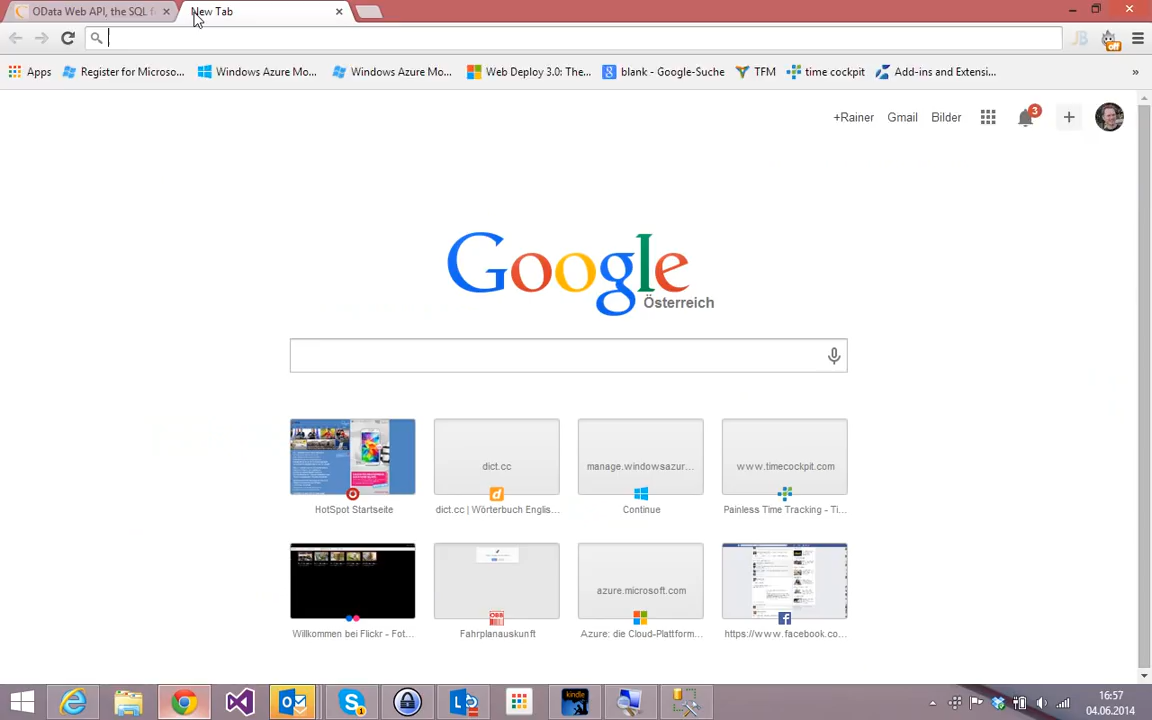 OData Web API, the SQL f
New Tab
Apps
Register for Microso...
Windows Azure Mo...
Windows Azure Mo...
Web Deploy 3.0: The...
blank - Google-Suche
TFM
time cockpit
Add-ins and Extensi...
»
off
+Rainer
Gmail
Bilder
3
Google
Österreich
dict.cc
manage.windowsazur...
www.timecockpit.com
HotSpot Startseite
dict.cc | Wörterbuch Englis...
Continue
Painless Time Tracking - Ti...
azure.microsoft.com
Willkommen bei Flickr - Fot...
Fahrplanauskunft
Azure: die Cloud-Plattform...
https://www.facebook.co...
kindle
16:57
04.06.2014